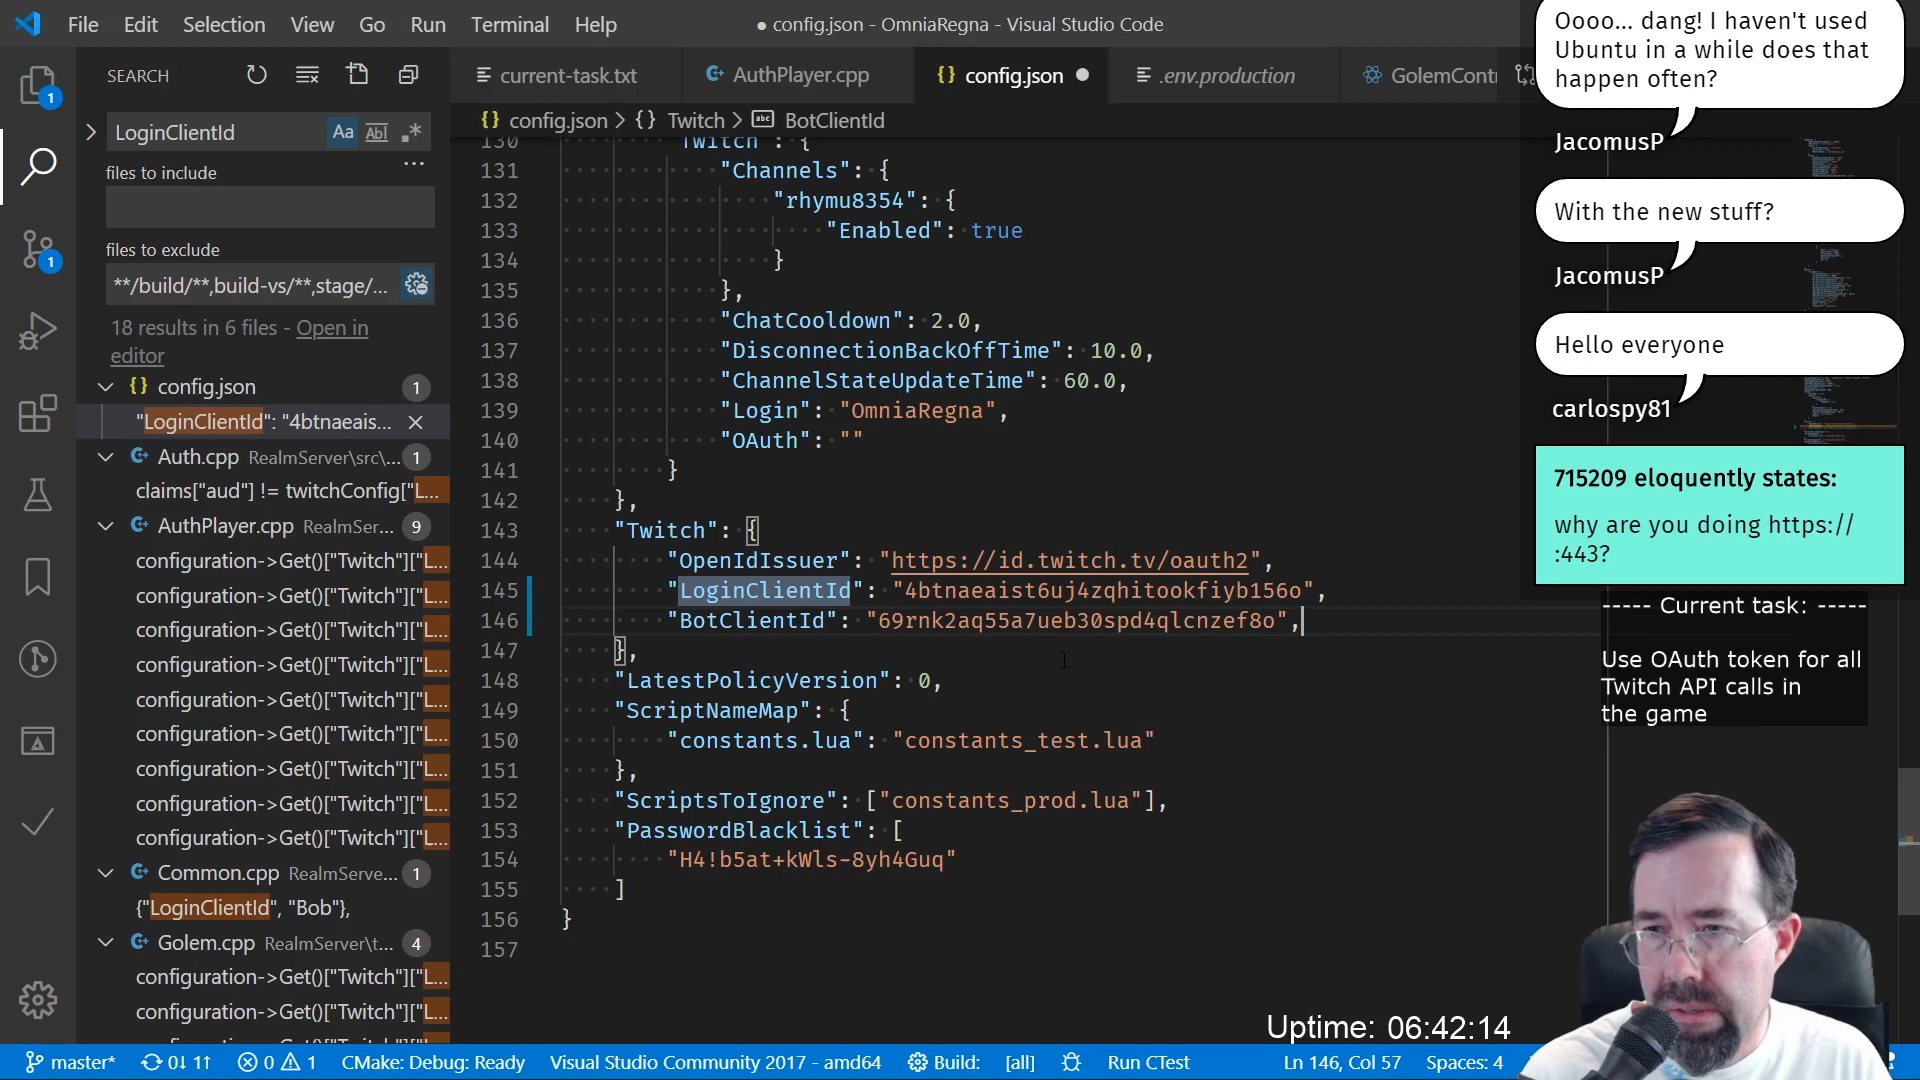 File Edit Selection View Go Run Terminal Help
● config.json - OmniaRegna - Visual Studio Code
SEARCH
LoginClientId
Aa Abl .*
files to include
files to exclude
**/build/**,build-vs/**,stage/...
18 results in 6 files - Open in
editor
config.json 1
"LoginClientId": "4btnaeais...
Auth.cpp RealmServer\src\... 1
claims["aud"] != twitchConfig["L...
AuthPlayer.cpp RealmSer... 9
configuration->Get()["Twitch"]["L...
configuration->Get()["Twitch"]["L...
configuration->Get()["Twitch"]["L...
configuration->Get()["Twitch"]["L...
configuration->Get()["Twitch"]["L...
configuration->Get()["Twitch"]["L...
configuration->Get()["Twitch"]["L...
configuration->Get()["Twitch"]["L...
configuration->Get()["Twitch"]["L...
Common.cpp RealmServe... 1
{"LoginClientId", "Bob"},
Golem.cpp RealmServer\t... 4
configuration->Get()["Twitch"]["L...
configuration->Get()["Twitch"]["L...
current-task.txt AuthPlayer.cpp {} config.json ● .env.production GolemContr
{} config.json > {} Twitch > abc BotClientId
130 "Twitch": {
131 "Channels": {
132 "rhymu8354": {
133 "Enabled": true
134 }
135 },
136 "ChatCooldown": 2.0,
137 "DisconnectionBackOffTime": 10.0,
138 "ChannelStateUpdateTime": 60.0,
139 "Login": "OmniaRegna",
140 "OAuth": ""
141 }
142 },
143 "Twitch": {
144 "OpenIdIssuer": "https://id.twitch.tv/oauth2",
145 "LoginClientId": "4btnaeaist6uj4zqhitookfiyb156o",
146 "BotClientId": "69rnk2aq55a7ueb30spd4qlcnzef8o",
147 },
148 "LatestPolicyVersion": 0,
149 "ScriptNameMap": {
150 "constants.lua": "constants_test.lua"
151 },
152 "ScriptsToIgnore": ["constants_prod.lua"],
153 "PasswordBlacklist": [
154 "H4!b5at+kWls-8yh4Guq"
155 ]
156 }
157
Oooo... dang! I haven't used
Ubuntu in a while does that
happen often?
JacomusP
With the new stuff?
JacomusP
Hello everyone
carlospy81
715209 eloquently states:
why are you doing https://
:443?
----- Current task: -----
Use OAuth token for all
Twitch API calls in
the game
Uptime: 06:42:14
master* 0↓ 1↑ 0 1 CMake: Debug: Ready Visual Studio Community 2017 - amd64 Build: [all] Run CTest Ln 146, Col 57 Spaces: 4